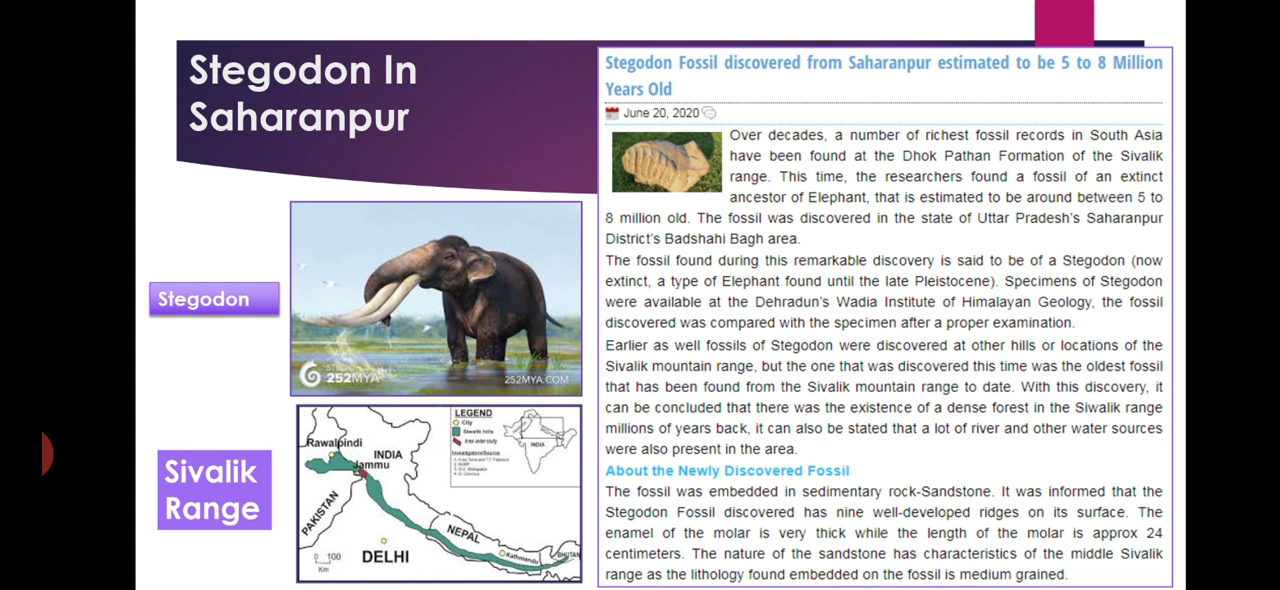 Stegodon In
Saharanpur
Stegodon Fossil discovered from Saharanpur estimated to be 5 to 8 Million
Years Old
June 20, 2020
Over decades, a number of richest fossil records in South Asia
have been found at the Dhok Pathan Formation of the Sivalik
range. This time, the researchers found a fossil of an extinct
ancestor of Elephant, that is estimated to be around between 5 to
8 million old. The fossil was discovered in the state of Uttar Pradesh's Saharanpur
District's Badshahi Bagh area.
The fossil found during this remarkable discovery is said to be of a Stegodon (now
extinct, a type of Elephant found until the late Pleistocene). Specimens of Stegodon
were available at the Dehradun's Wadia Institute of Himalayan Geology, the fossil
discovered was compared with the specimen after a proper examination.
Earlier as well fossils of Stegodon were discovered at other hills or locations of the
Sivalik mountain range, but the one that was discovered this time was the oldest fossil
that has been found from the Sivalik mountain range to date. With this discovery, it
can be concluded that there was the existence of a dense forest in the Siwalik range
millions of years back, it can also be stated that a lot of river and other water sources
were also present in the area.
About the Newly Discovered Fossil
The fossil was embedded in sedimentary rock-Sandstone. It was informed that the
Stegodon Fossil discovered has nine well-developed ridges on its surface. The
enamel of the molar is very thick while the length of the molar is approx 24
centimeters. The nature of the sandstone has characteristics of the middle Sivalik
range as the lithology found embedded on the fossil is medium grained.
Stegodon
252MYA
252MYA.COM
Sivalik
Range
LEGEND
City
Siwalik hills
Area under study
INDIA
Rawalpindi
INDIA
Jammu
PAKISTAN
NEPAL
Kathmandu
BHUTAN
DELHI
0 100
Km